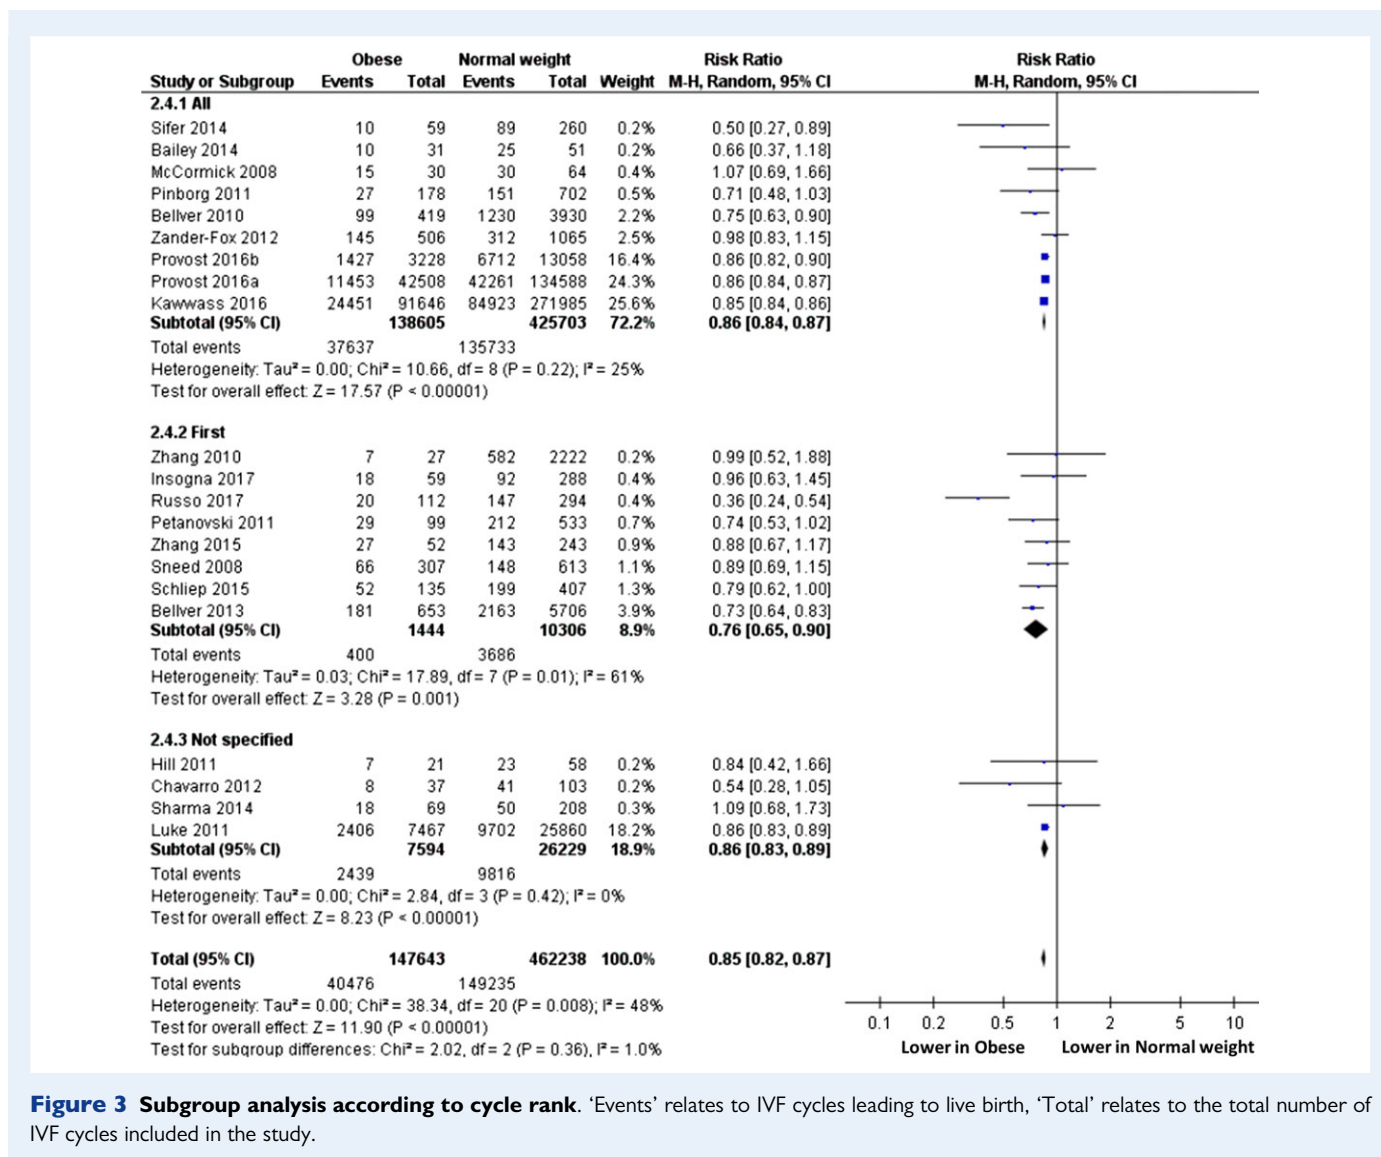 Obese Normal weight Risk Ratio Risk Ratio
Study or Subgroup Events Total Events Total Weight M-H, Random, 95% CI M-H, Random, 95% CI
2.4.1 All
Sifer 2014 10 59 89 260 0.2% 0.50 [0.27, 0.89]
Bailey 2014 10 31 25 51 0.2% 0.66 [0.37, 1.18]
McCormick 2008 15 30 30 64 0.4% 1.07 [0.69, 1.66]
Pinborg 2011 27 178 151 702 0.5% 0.71 [0.48, 1.03]
Bellver 2010 99 419 1230 3930 2.2% 0.75 [0.63, 0.90]
Zander-Fox 2012 145 506 312 1065 2.5% 0.98 [0.83, 1.15]
Provost 2016b 1427 3228 6712 13058 16.4% 0.86 [0.82, 0.90]
Provost 2016a 11453 42508 42261 134588 24.3% 0.86 [0.84, 0.87]
Kawwass 2016 24451 91646 84923 271985 25.6% 0.85 [0.84, 0.86]
Subtotal (95% CI) 138605 425703 72.2% 0.86 [0.84, 0.87]
Total events 37637 135733
Heterogeneity: Tau² = 0.00; Chi² = 10.66, df = 8 (P = 0.22); I² = 25%
Test for overall effect: Z = 17.57 (P < 0.00001)
2.4.2 First
Zhang 2010 7 27 582 2222 0.2% 0.99 [0.52, 1.88]
Insogna 2017 18 59 92 288 0.4% 0.96 [0.63, 1.45]
Russo 2017 20 112 147 294 0.4% 0.36 [0.24, 0.54]
Petanovski 2011 29 99 212 533 0.7% 0.74 [0.53, 1.02]
Zhang 2015 27 52 143 243 0.9% 0.88 [0.67, 1.17]
Sneed 2008 66 307 148 613 1.1% 0.89 [0.69, 1.15]
Schliep 2015 52 135 199 407 1.3% 0.79 [0.62, 1.00]
Bellver 2013 181 653 2163 5706 3.9% 0.73 [0.64, 0.83]
Subtotal (95% CI) 1444 10306 8.9% 0.76 [0.65, 0.90]
Total events 400 3686
Heterogeneity: Tau² = 0.03; Chi² = 17.89, df = 7 (P = 0.01); I² = 61%
Test for overall effect: Z = 3.28 (P = 0.001)
2.4.3 Not specified
Hill 2011 7 21 23 58 0.2% 0.84 [0.42, 1.66]
Chavarro 2012 8 37 41 103 0.2% 0.54 [0.28, 1.05]
Sharma 2014 18 69 50 208 0.3% 1.09 [0.68, 1.73]
Luke 2011 2406 7467 9702 25860 18.2% 0.86 [0.83, 0.89]
Subtotal (95% CI) 7594 26229 18.9% 0.86 [0.83, 0.89]
Total events 2439 9816
Heterogeneity: Tau² = 0.00; Chi² = 2.84, df = 3 (P = 0.42); I² = 0%
Test for overall effect: Z = 8.23 (P < 0.00001)
Total (95% CI) 147643 462238 100.0% 0.85 [0.82, 0.87]
Total events 40476 149235
Heterogeneity: Tau² = 0.00; Chi² = 38.34, df = 20 (P = 0.008); I² = 48%
Test for overall effect: Z = 11.90 (P < 0.00001)
Test for subgroup differences: Chi² = 2.02, df = 2 (P = 0.36), I² = 1.0%
0.1 0.2 0.5 1 2 5 10
Lower in Obese Lower in Normal weight
Figure 3 Subgroup analysis according to cycle rank. ‘Events’ relates to IVF cycles leading to live birth, ‘Total’ relates to the total number of
IVF cycles included in the study.